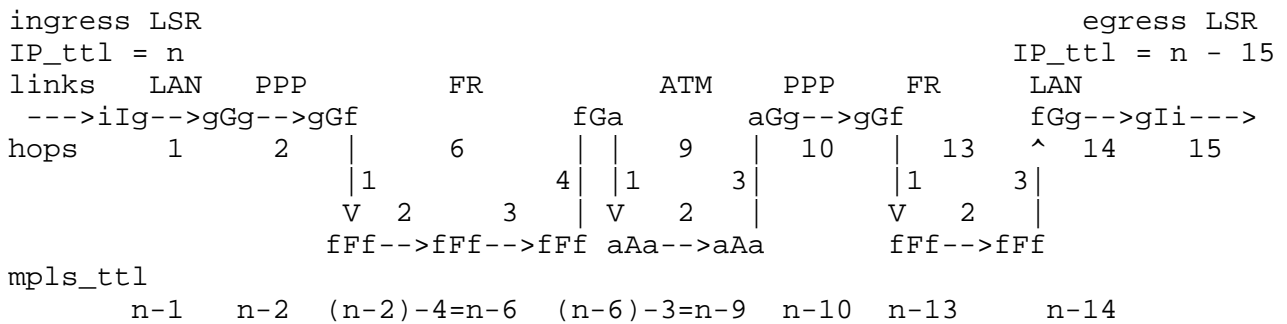 ingress LSR                                             egress LSR
IP_ttl = n                                          IP_ttl = n - 15
links    LAN   PPP          FR           ATM    PPP     FR     LAN
 --->iIg-->gGg-->gGf             fGa        aGg-->gGf        fGg-->gIi--->
hops      1     2   |     6      | |   9    |  10    |  13   ^  14    15
                    |1          4| |1      3|        |1     3|
                    V  2     3   | V   2    |        V   2   |
                   fFf-->fFf-->fFf aAa-->aAa        fFf-->fFf
mpls_ttl
        n-1   n-2  (n-2)-4=n-6  (n-6)-3=n-9  n-10  n-13     n-14